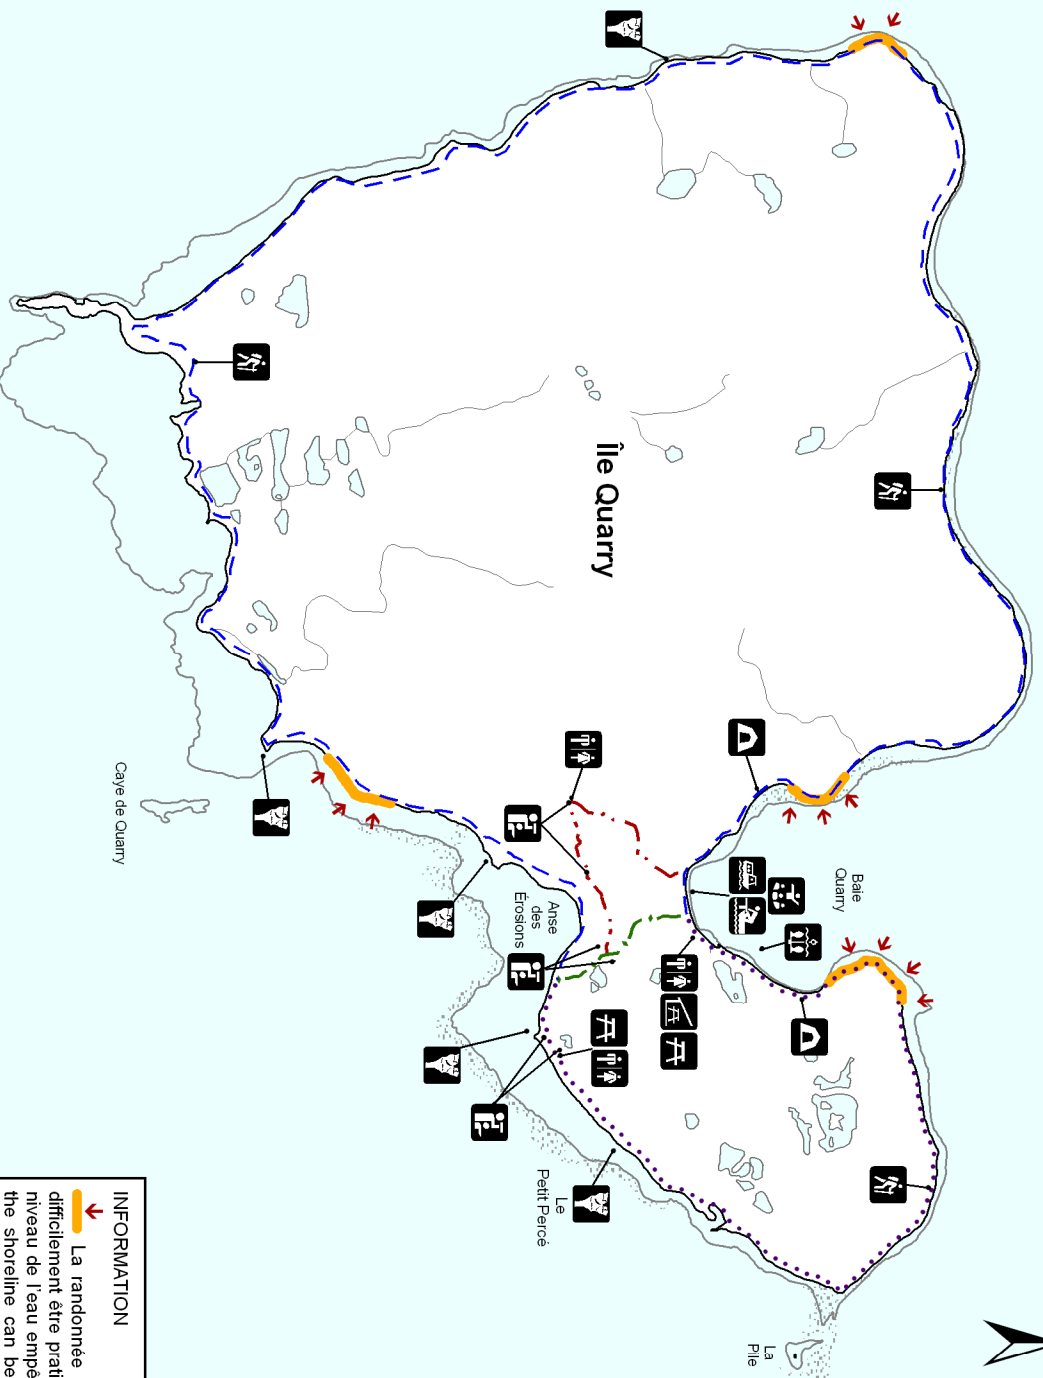 Île Quarry
Baie
Quarry
Anse
des
Érosions
Caye de Quarry
Le
Petit Percé
La
Pile
INFORMATION
La randonnée
difficilement être prati
niveau de l'eau empê
the shoreline can be